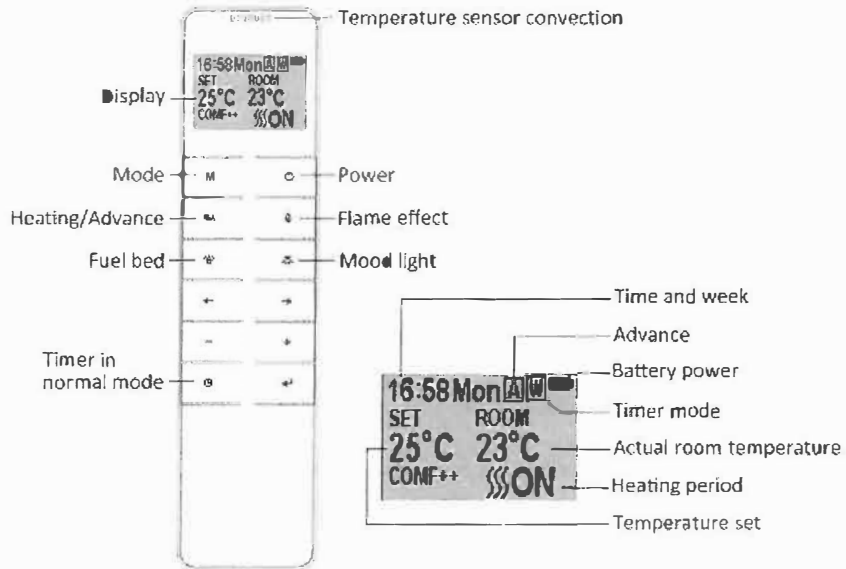 Temperature sensor convection
16:58MonAW
SET ROOM
25°C 23°C
COMF++ ON
Display
Mode
M
Power
Heating/Advance
Flame effect
Fuel bed
Mood light
Timer in
normal mode
Time and week
Advance
Battery power
Timer mode
16:58MonAW
SET ROOM
25°C 23°C
COMF++ ON
Actual room temperature
Heating period
Temperature set